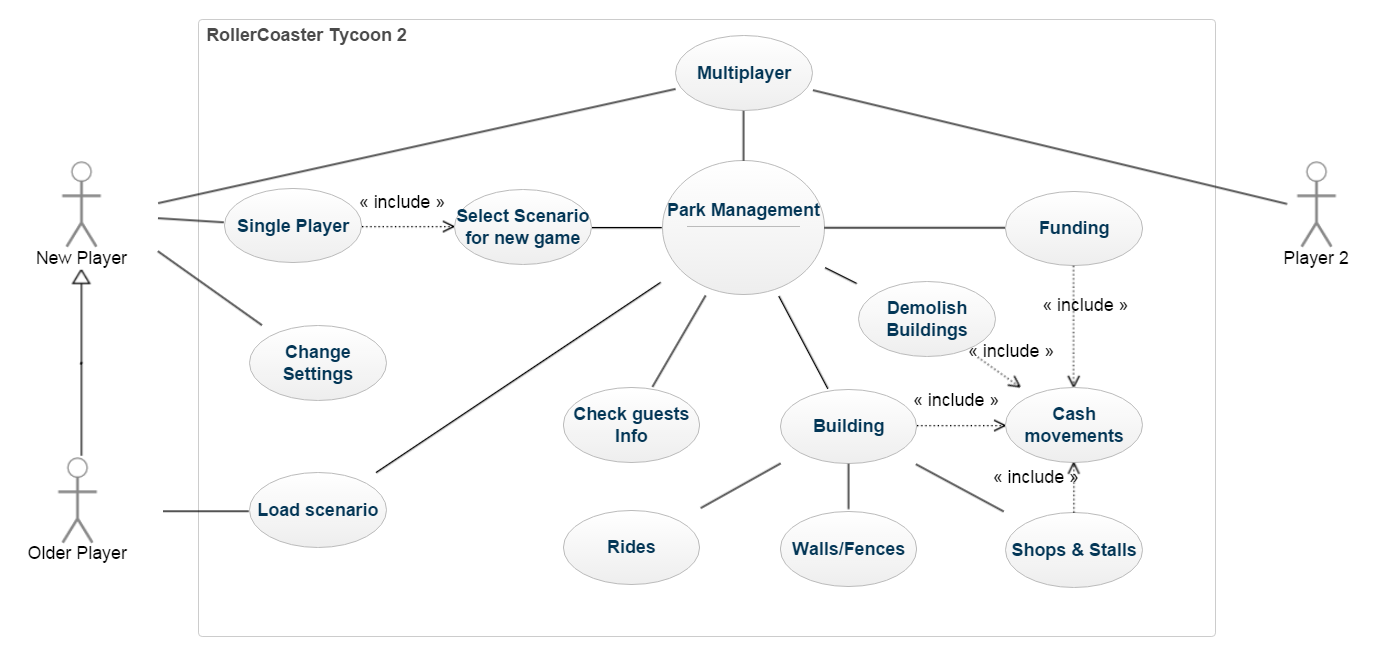 RollerCoaster Tycoon 2
Multiplayer
« include »
Single Player
Select Scenario
for new game
Park Management
Funding
New Player
Player 2
« include »
Demolish
Buildings
« include »
Change
Settings
« include »
Check guests
Info
Building
Cash
movements
« include »
Load scenario
Older Player
Rides
Walls/Fences
Shops & Stalls